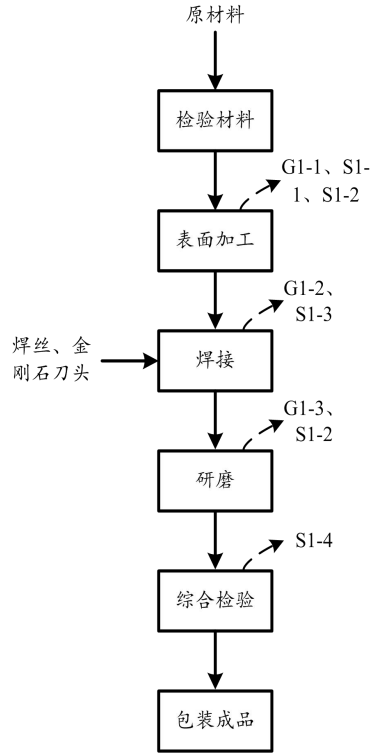 原材料
检验材料
G1-1、S1-
1、S1-2
表面加工
G1-2、
S1-3
焊丝、金
刚石刀头
焊接
G1-3、
S1-2
研磨
S1-4
综合检验
包装成品